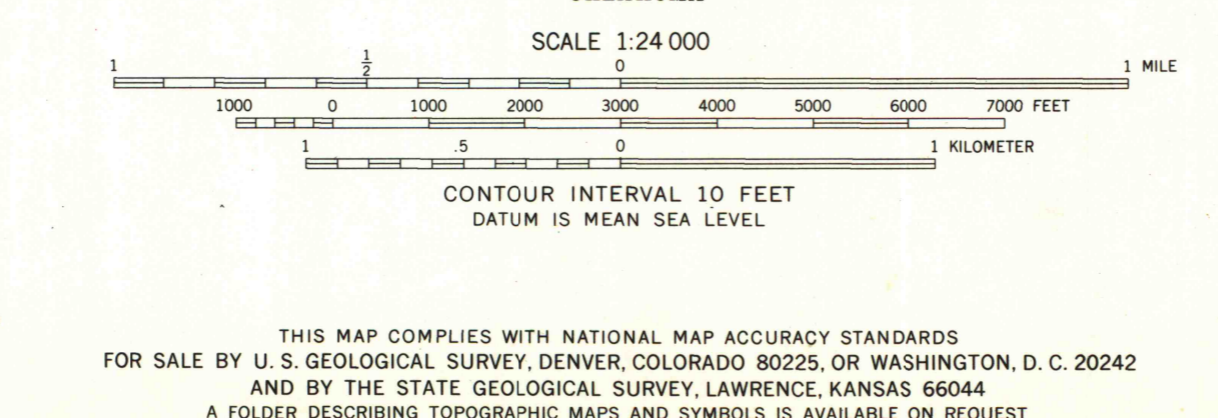 SCALE 1:24 000
1 ½ 0 1 MILE
1000 0 1000 2000 3000 4000 5000 6000 7000 FEET
1 .5 0 1 KILOMETER
CONTOUR INTERVAL 10 FEET
DATUM IS MEAN SEA LEVEL
THIS MAP COMPLIES WITH NATIONAL MAP ACCURACY STANDARDS
FOR SALE BY U. S. GEOLOGICAL SURVEY, DENVER, COLORADO 80225, OR WASHINGTON, D. C. 20242
AND BY THE STATE GEOLOGICAL SURVEY, LAWRENCE, KANSAS 66044
A FOLDER DESCRIBING TOPOGRAPHIC MAPS AND SYMBOLS IS AVAILABLE ON REQUEST